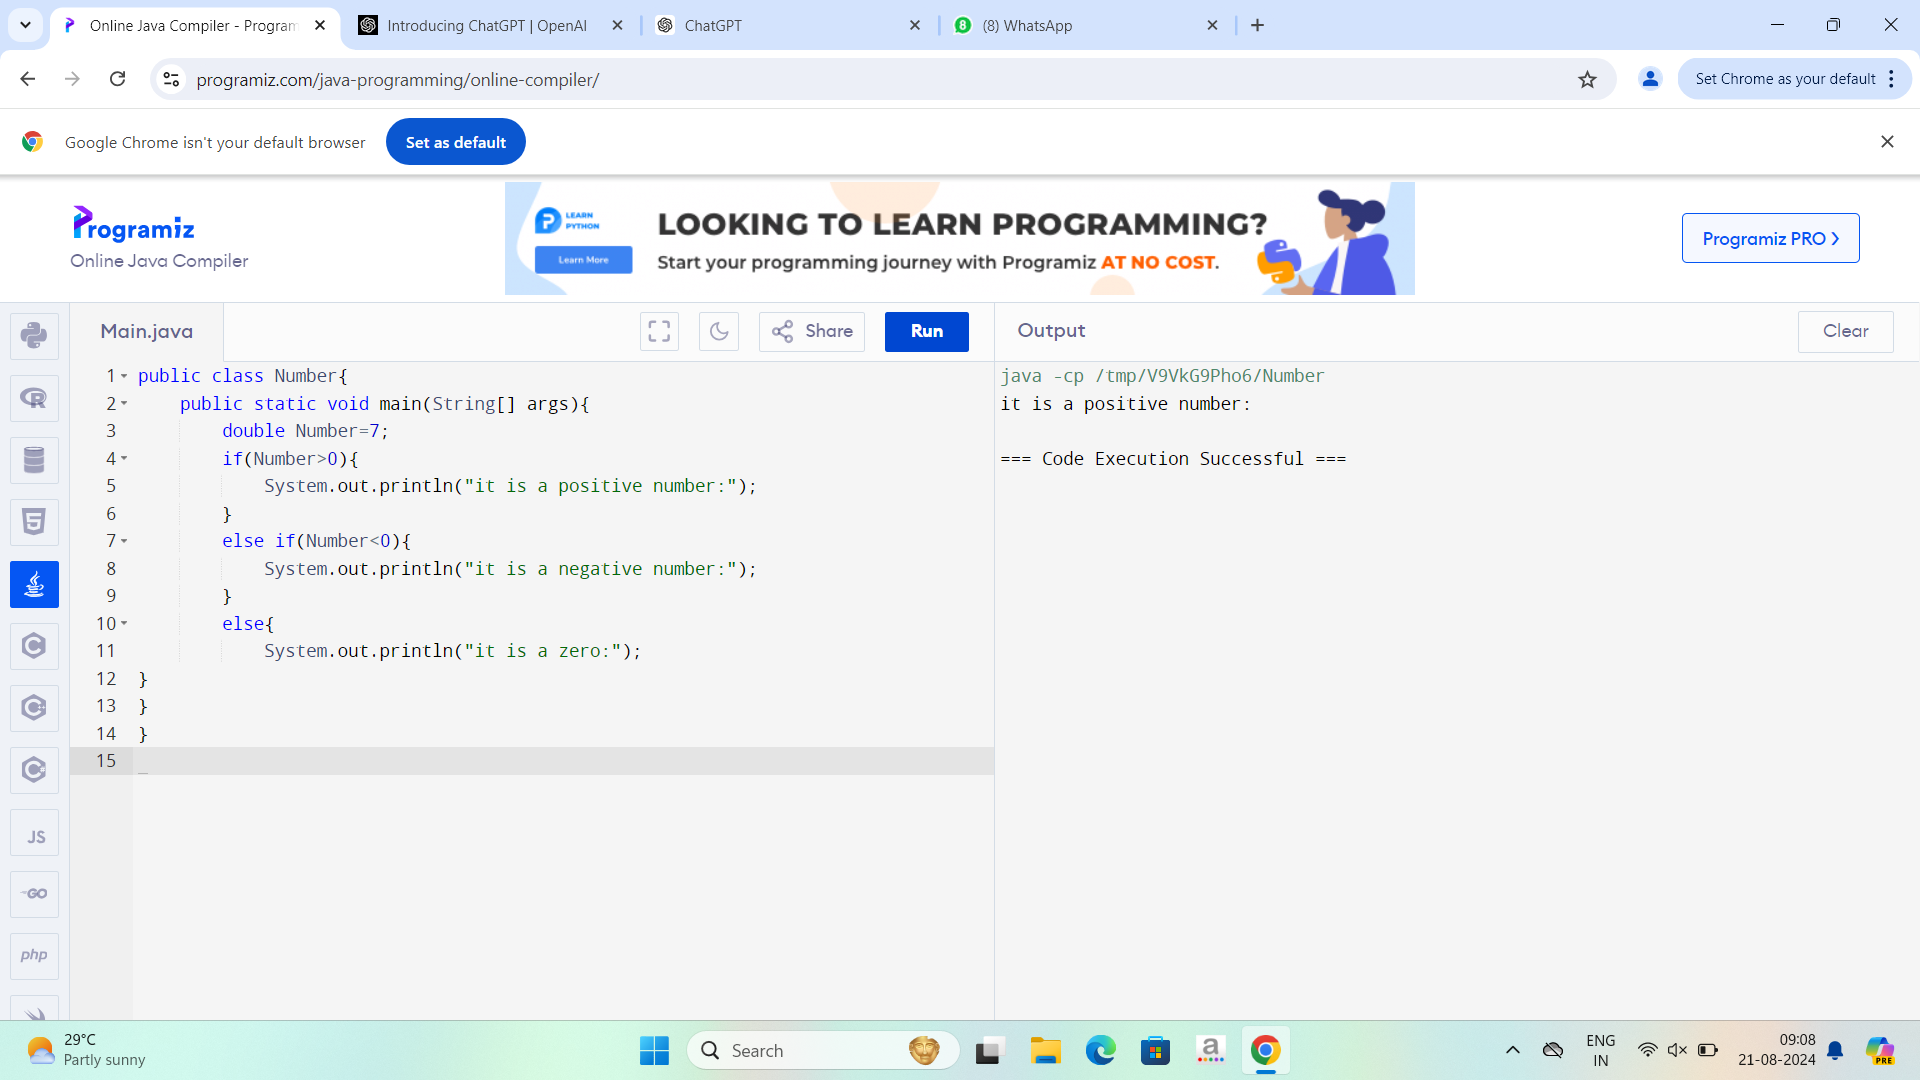 Online Java Compiler - Program
Introducing ChatGPT | OpenAI
ChatGPT
8
(8) WhatsApp
programiz.com/java-programming/online-compiler/
Set Chrome as your default
Google Chrome isn't your default browser
Set as default
Programiz
Online Java Compiler
LEARN
PYTHON
Learn More
LOOKING TO LEARN PROGRAMMING?
Start your programming journey with Programiz AT NO COST.
Programiz PRO
Main.java
Share
Run
Output
Clear
1 public class Number{
2     public static void main(String[] args){
3         double Number=7;
4         if(Number>0){
5             System.out.println("it is a positive number:");
6         }
7         else if(Number<0){
8             System.out.println("it is a negative number:");
9         }
10         else{
11             System.out.println("it is a zero:");
12 }
13 }
14 }
15
java -cp /tmp/V9VkG9Pho6/Number
it is a positive number:
=== Code Execution Successful ===
R
5
C
C
C
JS
GO
php
29°C
Partly sunny
Search
a
ENG
IN
09:08
21-08-2024
PRE